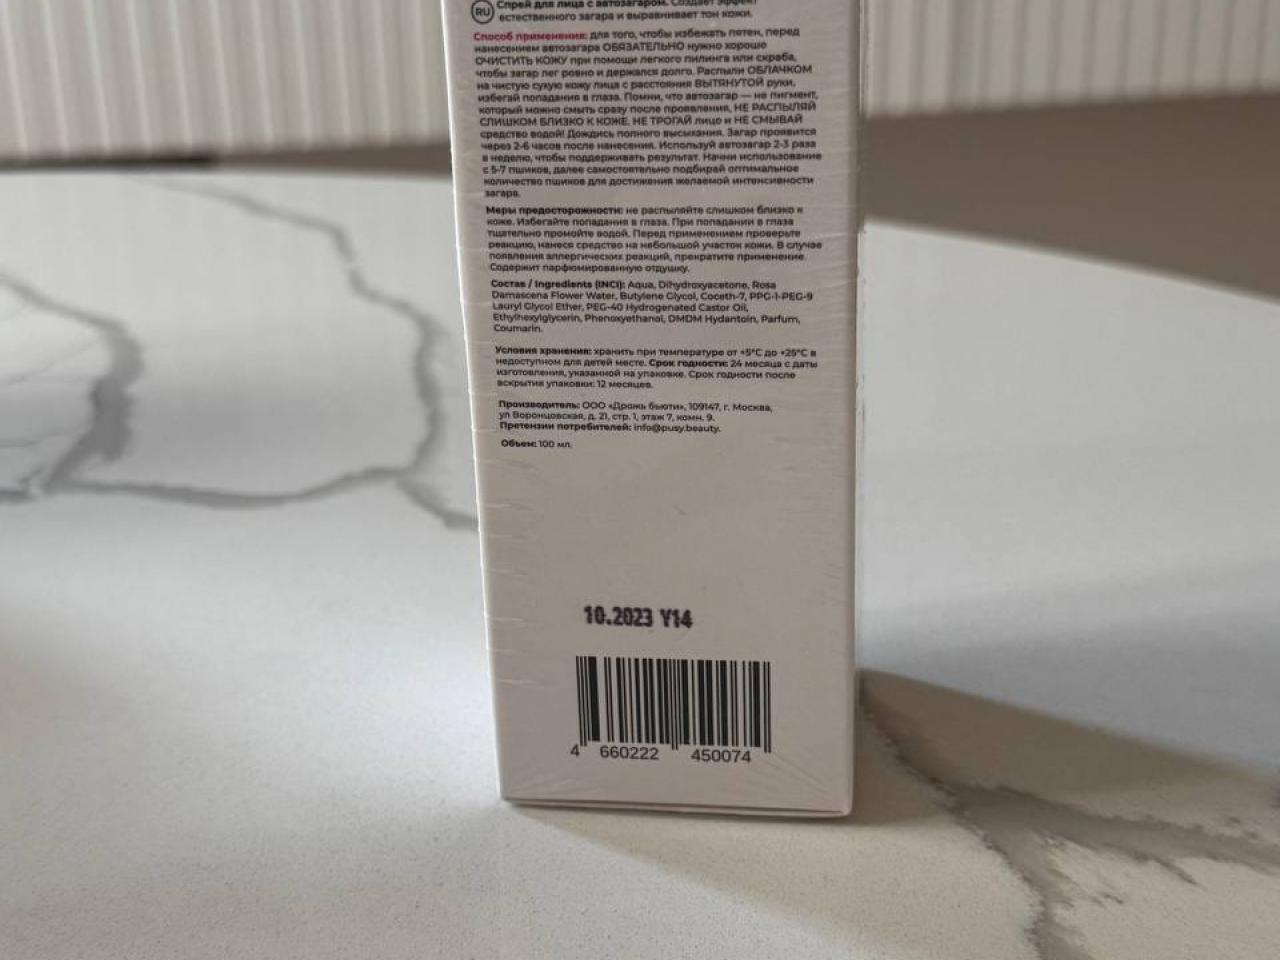 RU
Спрей для лица с автозагаром. Создает эффект
естественного загара и выравнивает тон кожи.
Способ применения: для того, чтобы избежать пятен, перед
нанесением автозагара ОБЯЗАТЕЛЬНО нужно хорошо
ОЧИСТИТЬ КОЖУ при помощи легкого пилинга или скраба,
чтобы загар лег ровно и держался долго. Распыли ОБЛАЧКОМ
на чистую сухую кожу лица с расстояния ВЫТЯНУТОЙ руки,
избегай попадания в глаза. Помни, что автозагар — не пигмент,
который можно смыть сразу после проявления, НЕ РАСПЫЛЯЙ
СЛИШКОМ БЛИЗКО К КОЖЕ, НЕ ТРОГАЙ лицо и НЕ СМЫВАЙ
средство водой! Дождись полного высыхания. Загар проявится
через 2-6 часов после нанесения. Используй автозагар 2-3 раза
в неделю, чтобы поддерживать результат. Начни использование
с 5-7 пшиков, далее самостоятельно подбирай оптимальное
количество пшиков для достижения желаемой интенсивности
загара.
Меры предосторожности: не распыляйте слишком близко к
коже. Избегайте попадания в глаза. При попадании в глаза
тщательно промойте водой. Перед применением проверьте
реакцию, нанеся средство на небольшой участок кожи. В случае
появления аллергических реакций, прекратите применение.
Содержит парфюмированную отдушку.
Состав / Ingredients (INCI): Aqua, Dihydroxyacetone, Rosa
Damascena Flower Water, Butylene Glycol, Coceth-7, PPG-1-PEG-9
Lauryl Glycol Ether, PEG-40 Hydrogenated Castor Oil,
Ethylhexylglycerin, Phenoxyethanol, DMDM Hydantoin, Parfum,
Coumarin.
Условия хранения: хранить при температуре от +5°C до +25°C в
недоступном для детей месте. Срок годности: 24 месяца с даты
изготовления, указанной на упаковке. Срок годности после
вскрытия упаковки: 12 месяцев.
Производитель: ООО «Дрожь бьюти», 109147, г. Москва,
ул Воронцовская, д. 21, стр. 1, этаж 7, комн. 9.
Претензии потребителей: info@pusy.beauty.
Объем: 100 мл.
10.2023 Y14
4 660222 450074